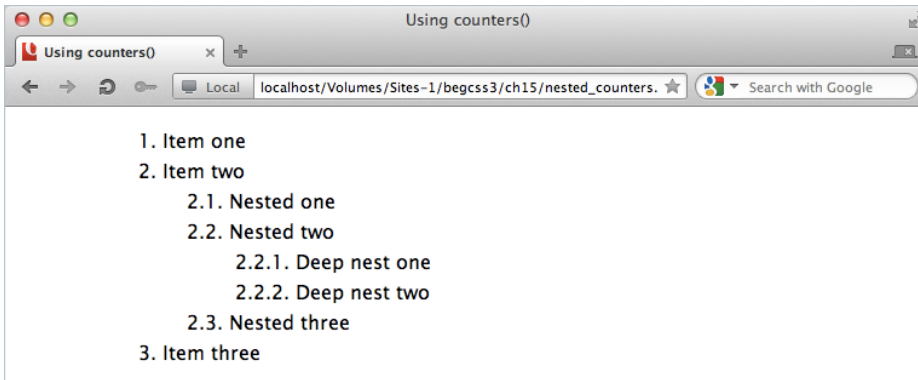 Using counters()
Using counters()
Local localhost/Volumes/Sites-1/begcss3/ch15/nested_counters. Search with Google
1. Item one
2. Item two
2.1. Nested one
2.2. Nested two
2.2.1. Deep nest one
2.2.2. Deep nest two
2.3. Nested three
3. Item three